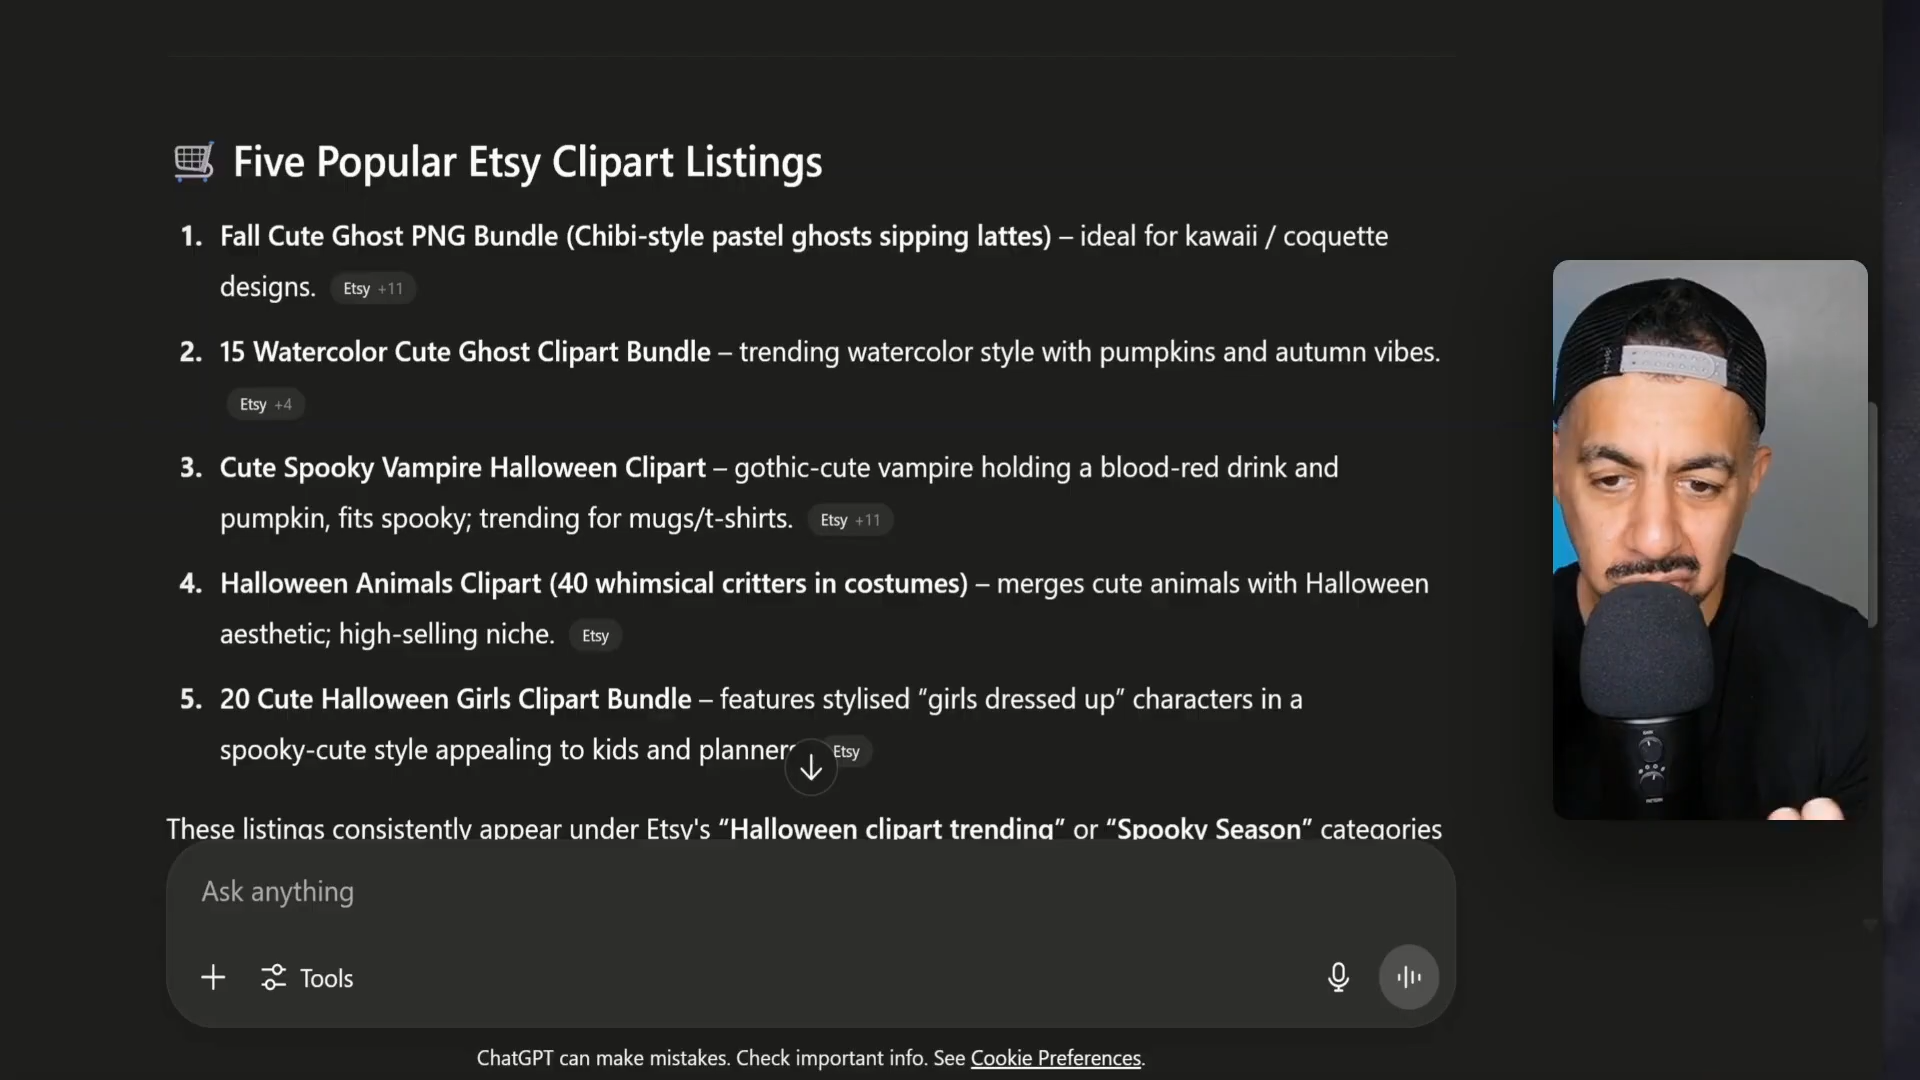 Five Popular Etsy Clipart Listings
1. Fall Cute Ghost PNG Bundle (Chibi-style pastel ghosts sipping lattes) – ideal for kawaii / coquette
designs. Etsy +11
2. 15 Watercolor Cute Ghost Clipart Bundle – trending watercolor style with pumpkins and autumn vibes.
Etsy +4
3. Cute Spooky Vampire Halloween Clipart – gothic-cute vampire holding a blood-red drink and
pumpkin, fits spooky; trending for mugs/t-shirts. Etsy +11
4. Halloween Animals Clipart (40 whimsical critters in costumes) – merges cute animals with Halloween
aesthetic; high-selling niche. Etsy
5. 20 Cute Halloween Girls Clipart Bundle – features stylised “girls dressed up” characters in a
spooky-cute style appealing to kids and planners Etsy
These listings consistently appear under Etsy's “Halloween clipart trending” or “Spooky Season” categories
Ask anything
Tools
ChatGPT can make mistakes. Check important info. See Cookie Preferences.